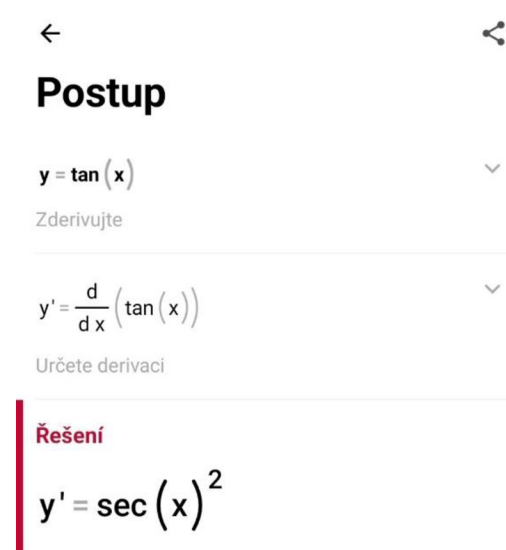 Postup
y = tan(x)
Zderivujte
y' = d/dx (tan(x))
Určete derivaci
Řešení
y' = sec(x)²